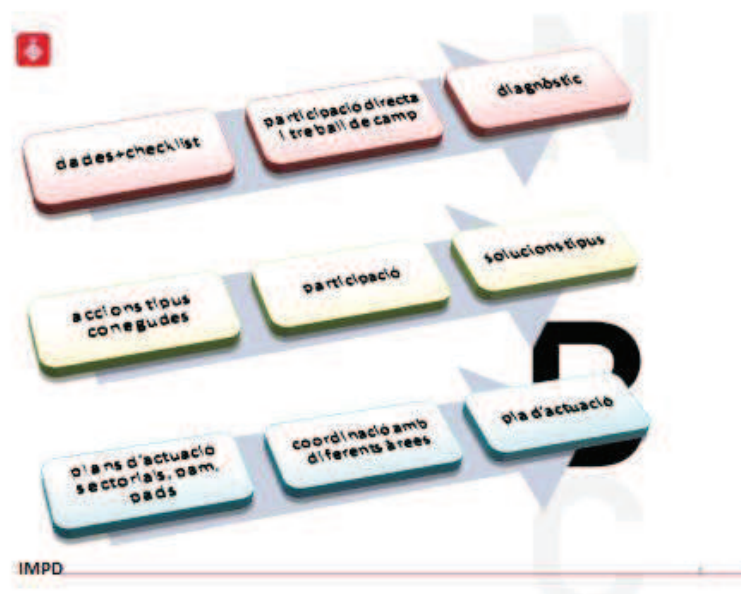 dades+checklist
participació directa
i treball de camp
diagnòstic
accions tipus
conegudes
participació
solucions tipus
plans d'actuació
sectorials, pam,
pads
coordinació amb
diferents àrees
pla d'actuació
N
B
C
IMPD